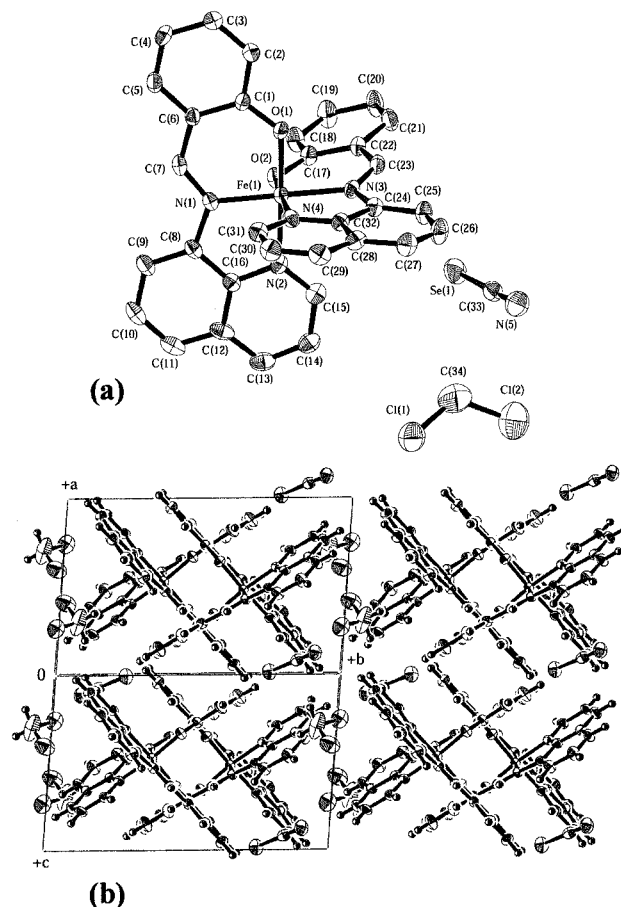 C(3)
C(4)
C(2)
C(5)
C(1)
C(6)
O(1)
C(19)
C(20)
C(18)
C(21)
C(22)
C(7)
O(2)
C(17)
C(23)
Fe(1)
N(3)
N(1)
C(24)
C(25)
N(4)
C(32)
C(31)
C(26)
C(9)
C(8)
C(30)
C(28)
C(16)
C(29)
C(27)
N(2)
C(15)
Se(1)
C(33)
N(5)
C(10)
C(12)
C(11)
C(14)
C(13)
(a)
C(34)
Cl(1)
Cl(2)
+a
0
+b
+c
(b)